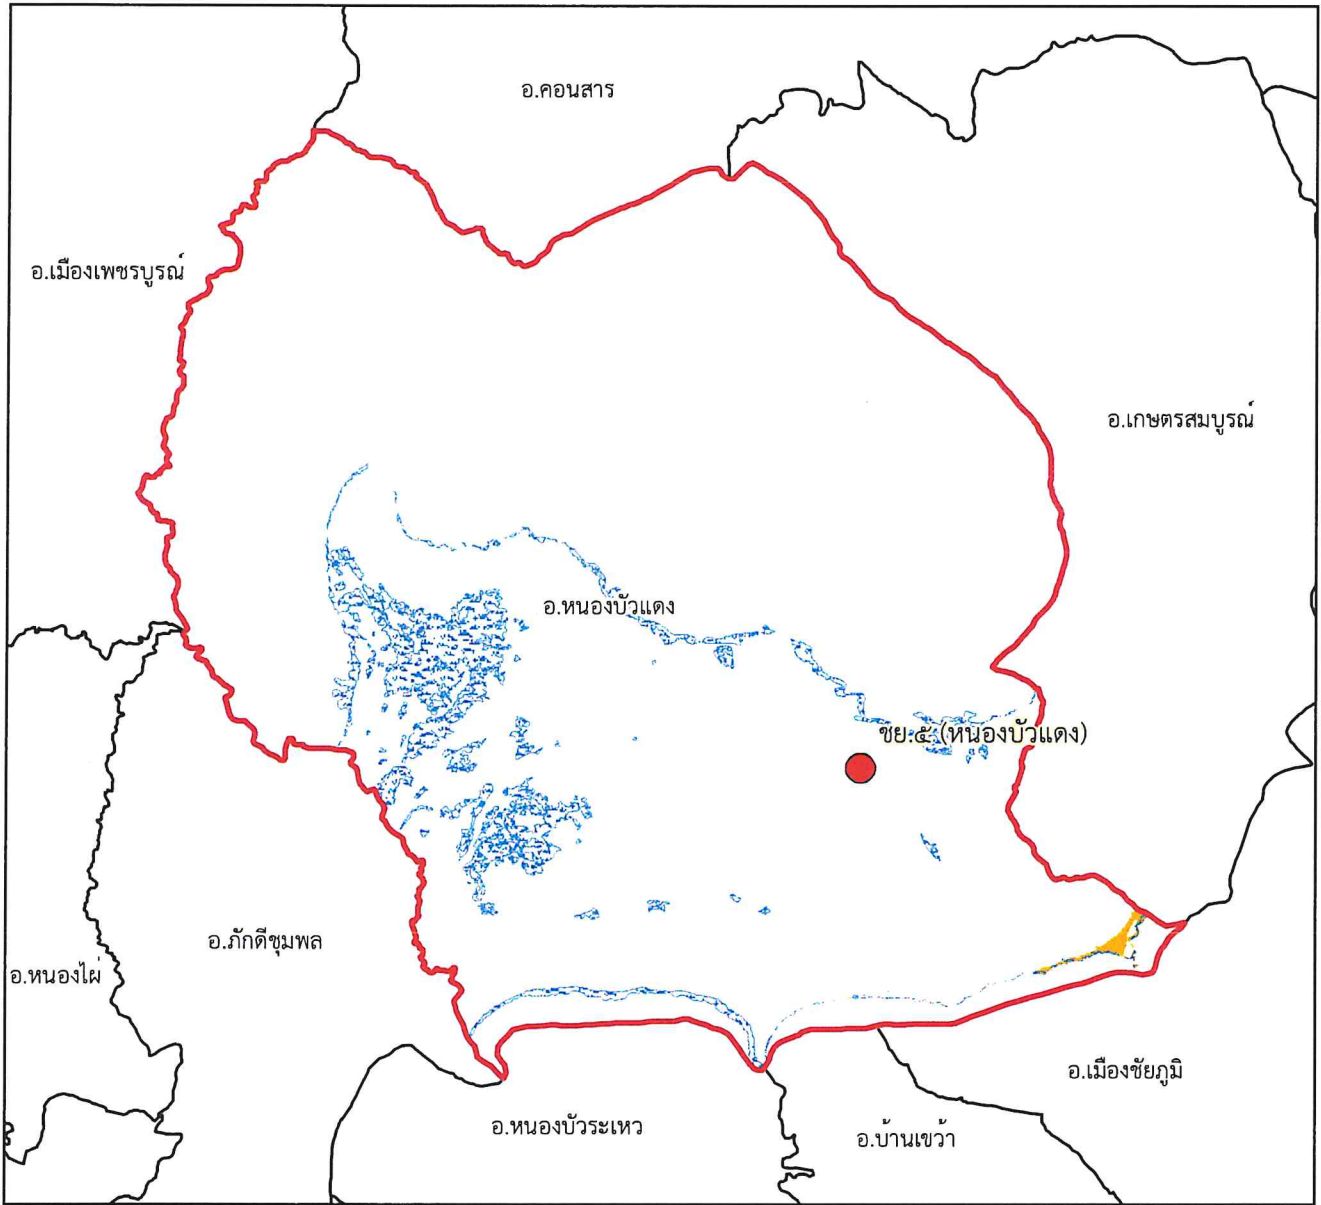 อ.คอนสาร
อ.เมืองเพชรบูรณ์
อ.เกษตรสมบูรณ์
อ.หนองบัวแดง
ชย.๕ (หนองบัวแดง)
อ.ภักดีชุมพล
อ.หนองไผ่
อ.เมืองชัยภูมิ
อ.หนองบัวระเหว
อ.บ้านเขว้า